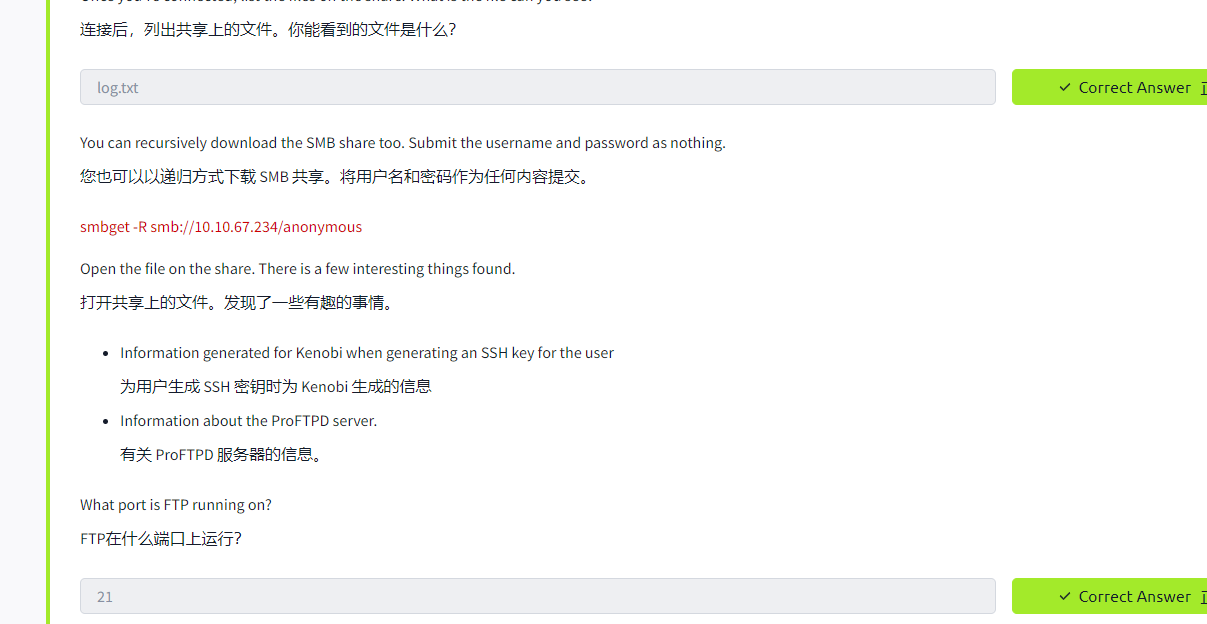 连接后，列出共享上的文件。你能看到的文件是什么？
log.txt
✓ Correct Answer
You can recursively download the SMB share too. Submit the username and password as nothing.
您也可以以递归方式下载 SMB 共享。将用户名和密码作为任何内容提交。
smbget -R smb://10.10.67.234/anonymous
Open the file on the share. There is a few interesting things found.
打开共享上的文件。发现了一些有趣的事情。
• Information generated for Kenobi when generating an SSH key for the user
为用户生成 SSH 密钥时为 Kenobi 生成的信息
• Information about the ProFTPD server.
有关 ProFTPD 服务器的信息。
What port is FTP running on?
FTP在什么端口上运行？
21
✓ Correct Answer